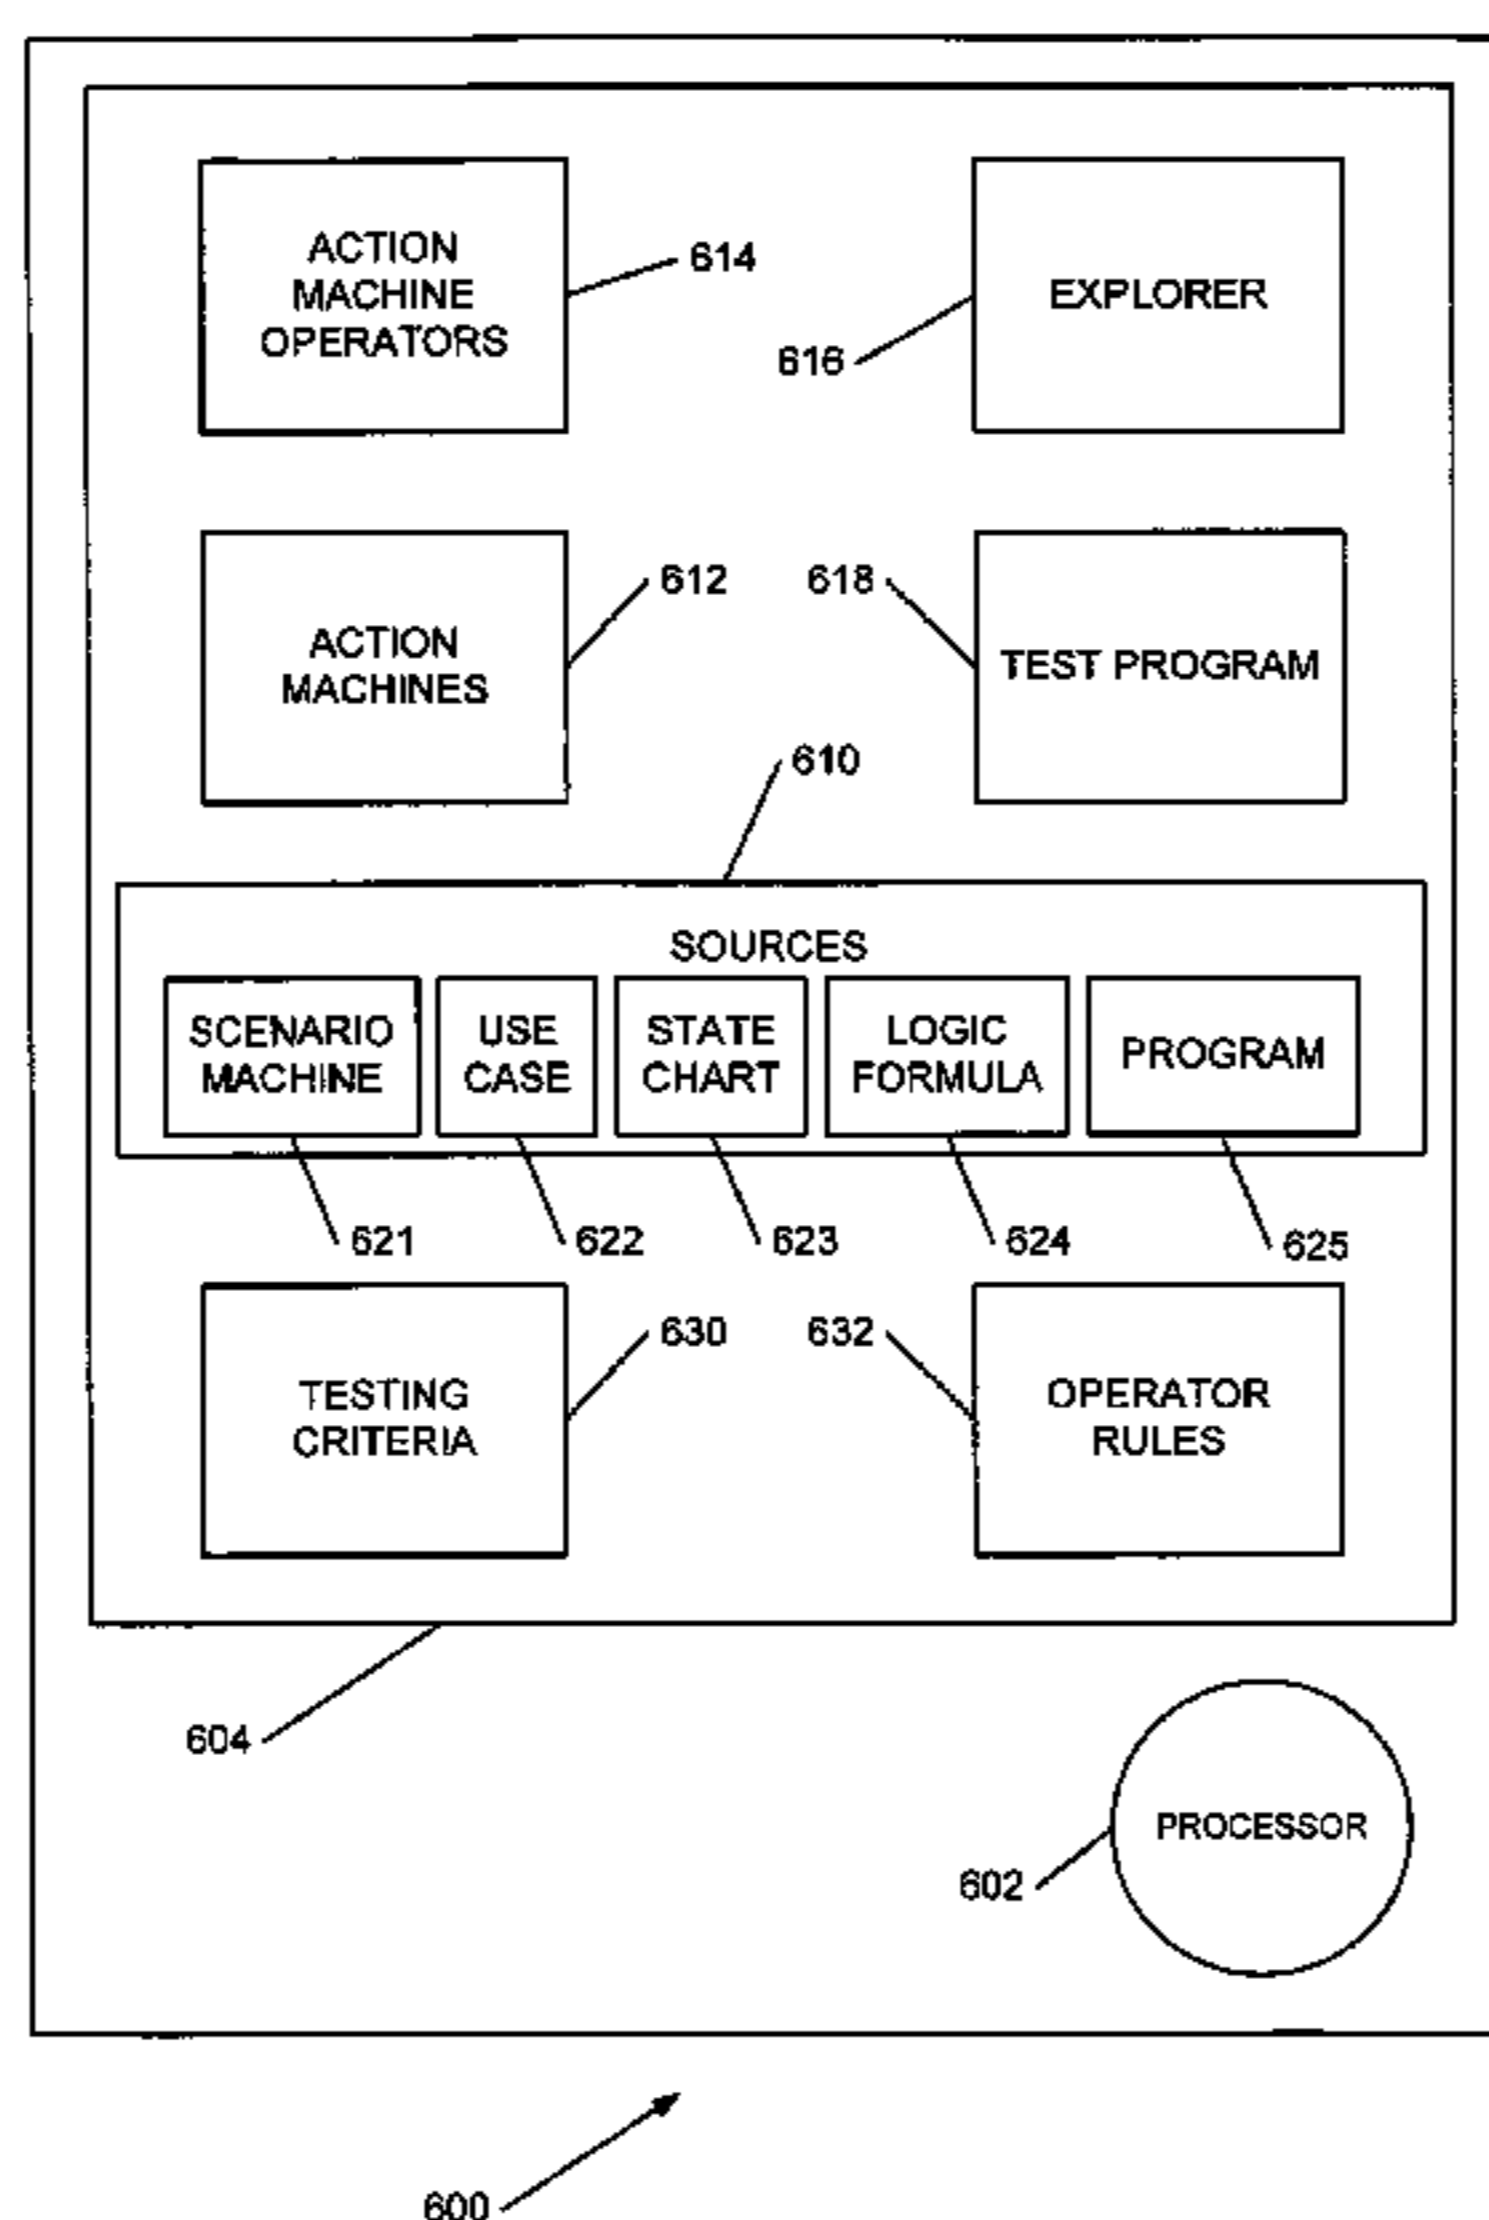 ACTION
MACHINE
OPERATORS
614
EXPLORER
616
ACTION
MACHINES
612
618
TEST PROGRAM
610
SOURCES
SCENARIO
MACHINE
USE
CASE
STATE
CHART
LOGIC
FORMULA
PROGRAM
621
622
623
624
625
TESTING
CRITERIA
630
632
OPERATOR
RULES
604
PROCESSOR
602
600